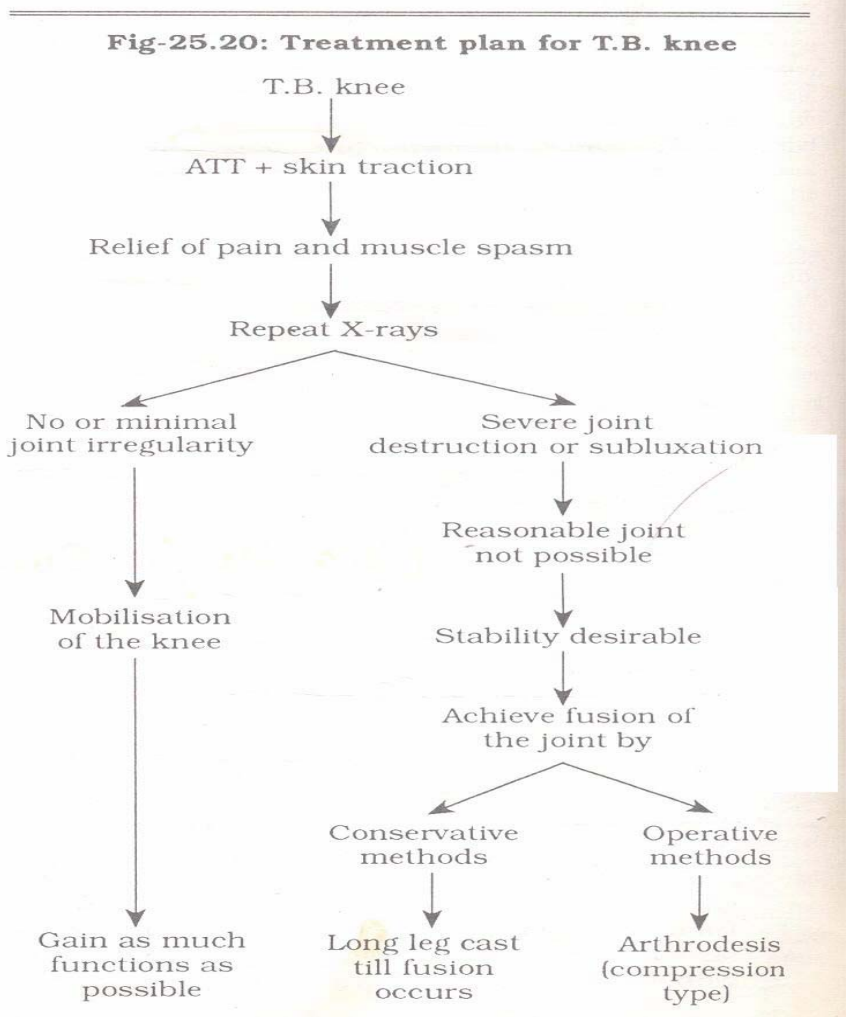 Fig-25.20: Treatment plan for T.B. knee
T.B. knee
ATT + skin traction
Relief of pain and muscle spasm
Repeat X-rays
No or minimal
joint irregularity
Severe joint
destruction or subluxation
Reasonable joint
not possible
Mobilisation
of the knee
Stability desirable
Achieve fusion of
the joint by
Conservative
methods
Operative
methods
Gain as much
functions as
possible
Long leg cast
till fusion
occurs
Arthrodesis
(compression
type)